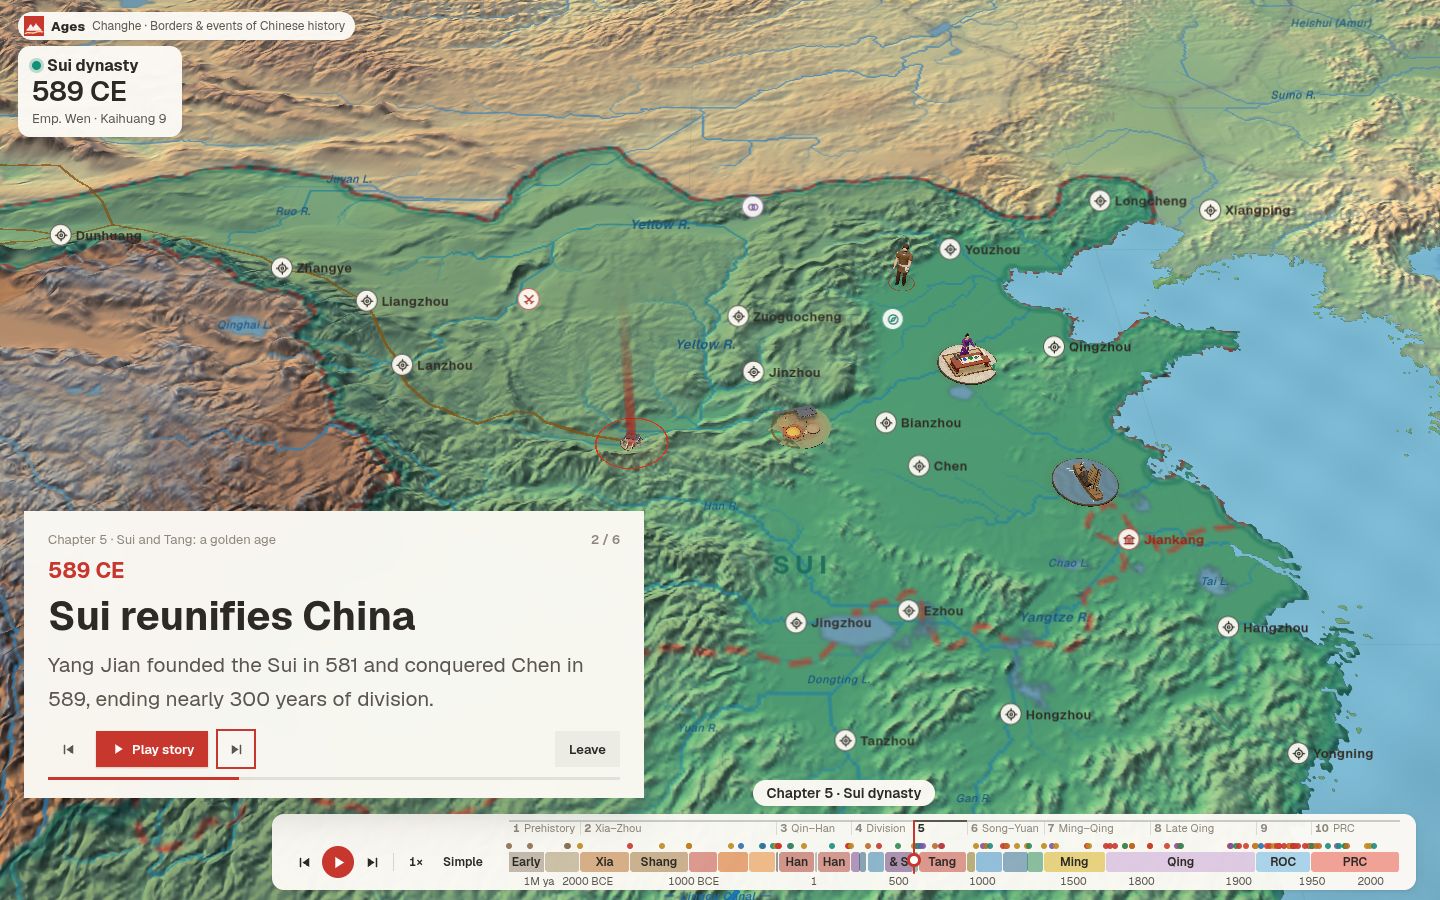 Ages Changhe · Borders & events of Chinese history
Sui dynasty
589 CE
Emp. Wen · Kaihuang 9
Heishui (Amur)
Sumo R.
Juyan L.
Ruo R.
Yellow R.
Longcheng
Xiangping
Dunhuang
Youzhou
Zhangye
Liangzhou
Zuoguocheng
Qinghai L.
Yellow R.
Qingzhou
Lanzhou
Jinzhou
Bianzhou
Chen
Han R.
Jiankang
SUI
Chao L.
Tai L.
Ezhou
Jingzhou
Yangtze R.
Hangzhou
Dongting L.
Hongzhou
Yuan R.
Tanzhou
Yongning
Gan R.
Chapter 5 · Sui and Tang: a golden age
2 / 6
589 CE
Sui reunifies China
Yang Jian founded the Sui in 581 and conquered Chen in
589, ending nearly 300 years of division.
Play story
Leave
Chapter 5 · Sui dynasty
1 Prehistory 2 Xia–Zhou 3 Qin–Han 4 Division 5 6 Song–Yuan 7 Ming–Qing 8 Late Qing 9 10 PRC
1× Simple
Early Xia Shang Han Han & S Tang Ming Qing ROC PRC
1M ya 2000 BCE 1000 BCE 1 500 1000 1500 1800 1900 1950 2000